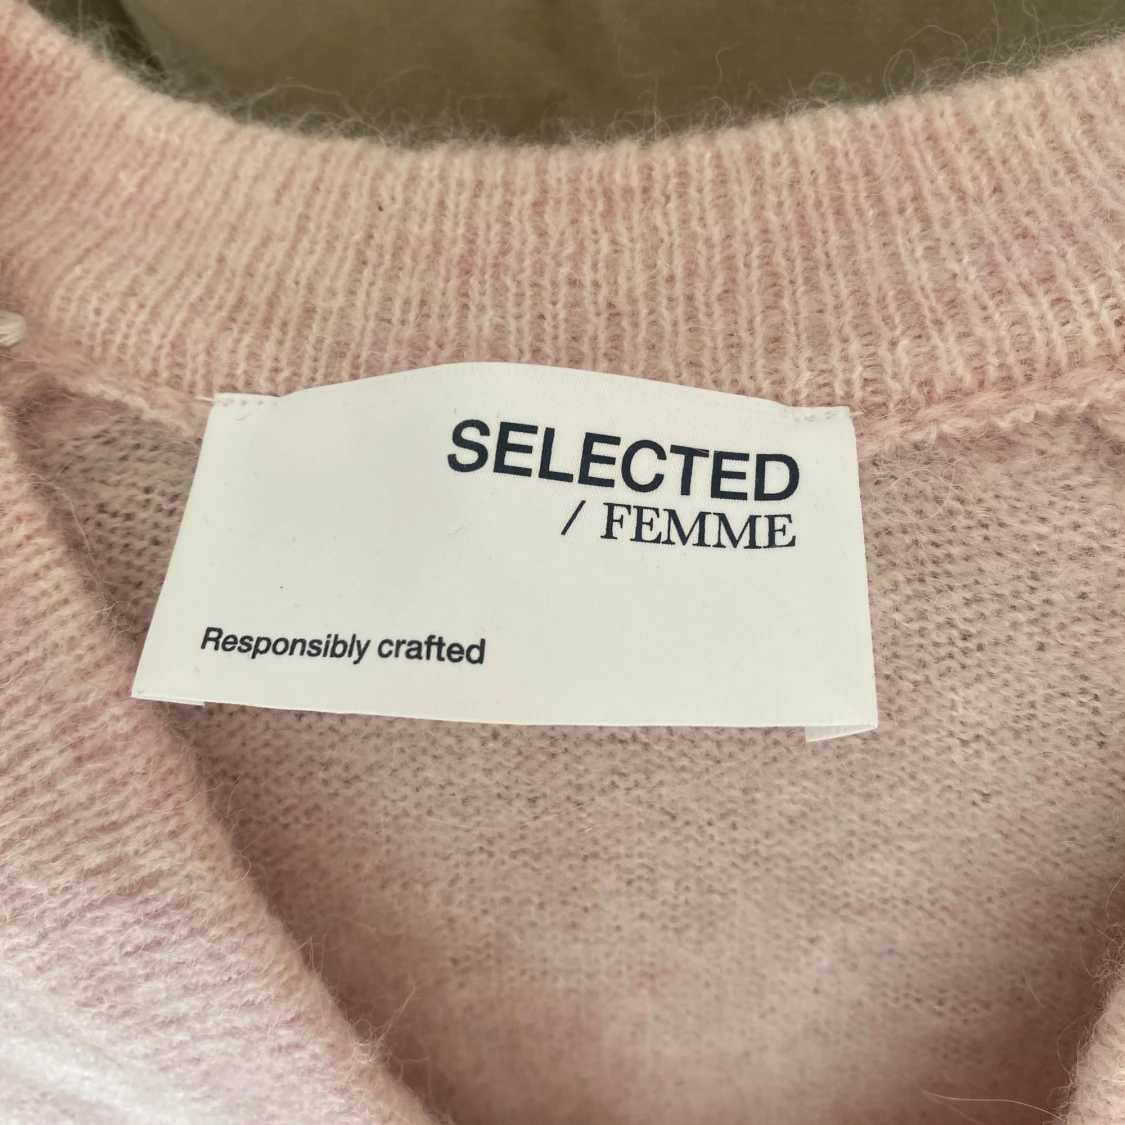 SELECTED
/ FEMME
Responsibly crafted